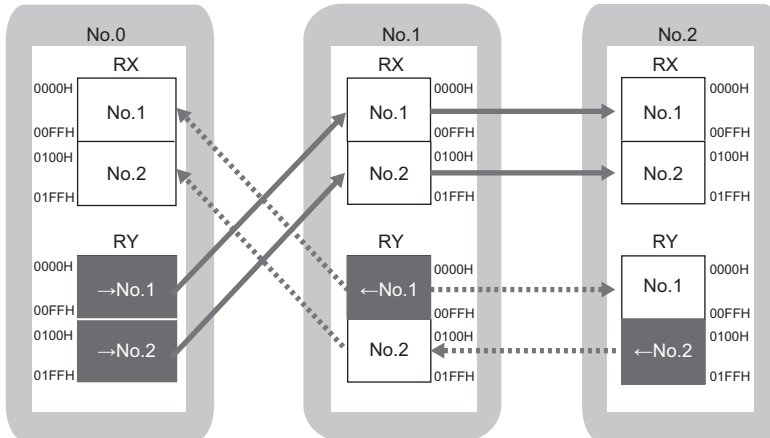 No.0
RX
0000H
No.1
00FFH
0100H
No.2
01FFH
RY
0000H
→No.1
00FFH
0100H
→No.2
01FFH
No.1
RX
0000H
No.1
00FFH
0100H
No.2
01FFH
RY
0000H
←No.1
00FFH
0100H
No.2
01FFH
No.2
RX
0000H
No.1
00FFH
0100H
No.2
01FFH
RY
0000H
No.1
00FFH
0100H
←No.2
01FFH